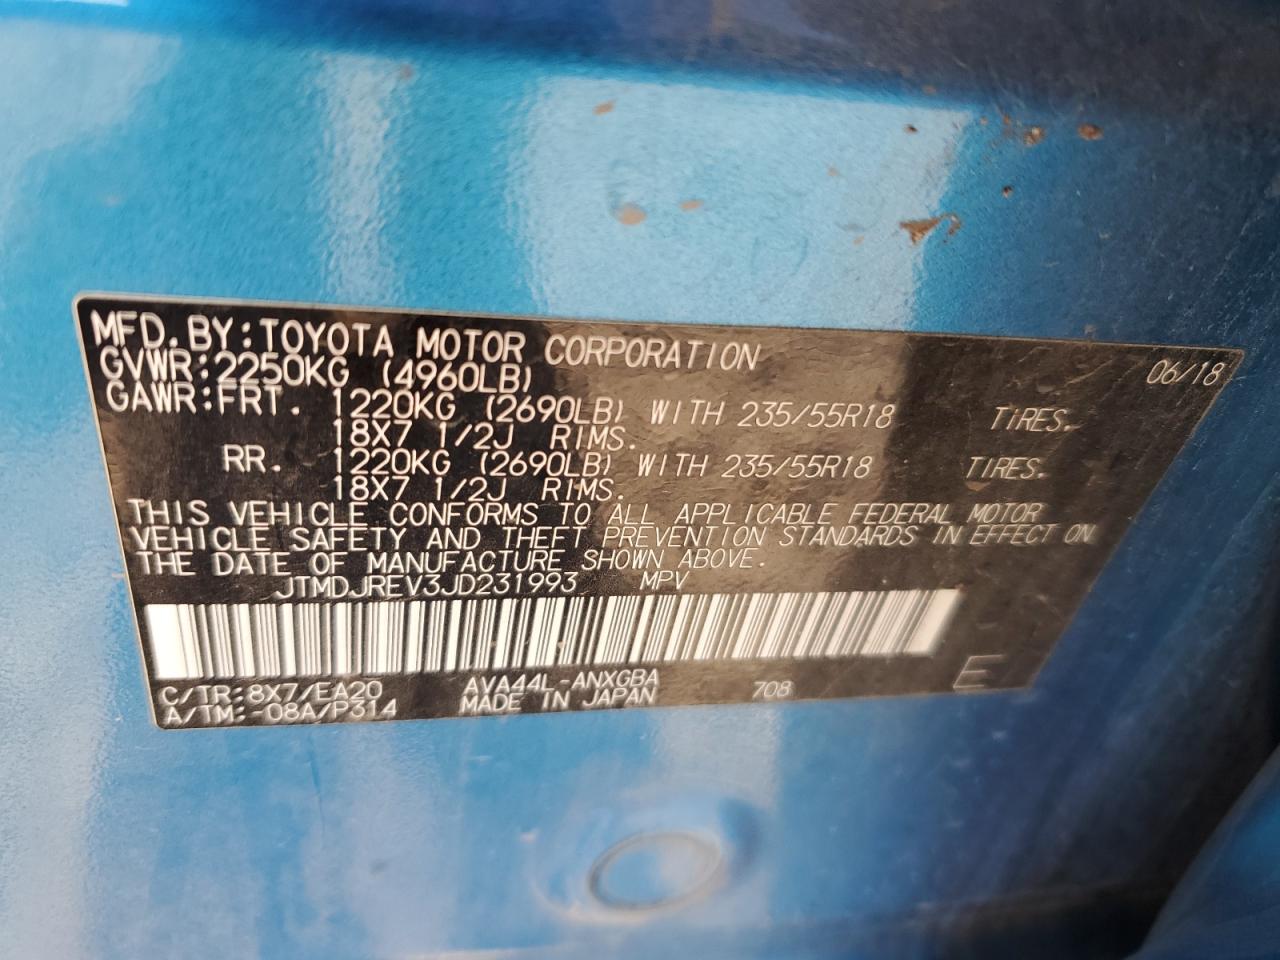 MFD. BY: TOYOTA MOTOR CORPORATION 06/18
GVWR: 2250KG (4960LB)
GAWR: FRT. 1220KG (2690LB) WITH 235/55R18 TIRES.
18X7 1/2J RIMS.
RR. 1220KG (2690LB) WITH 235/55R18 TIRES.
18X7 1/2J RIMS.
THIS VEHICLE CONFORMS TO ALL APPLICABLE FEDERAL MOTOR
VEHICLE SAFETY AND THEFT PREVENTION STANDARDS IN EFFECT ON
THE DATE OF MANUFACTURE SHOWN ABOVE.
JTMDJREV3JD231993 MPV
C/TR: 8X7/EA20 AVA44L-ANXGBA 708 E
A/TM: -08A/P314 MADE IN JAPAN